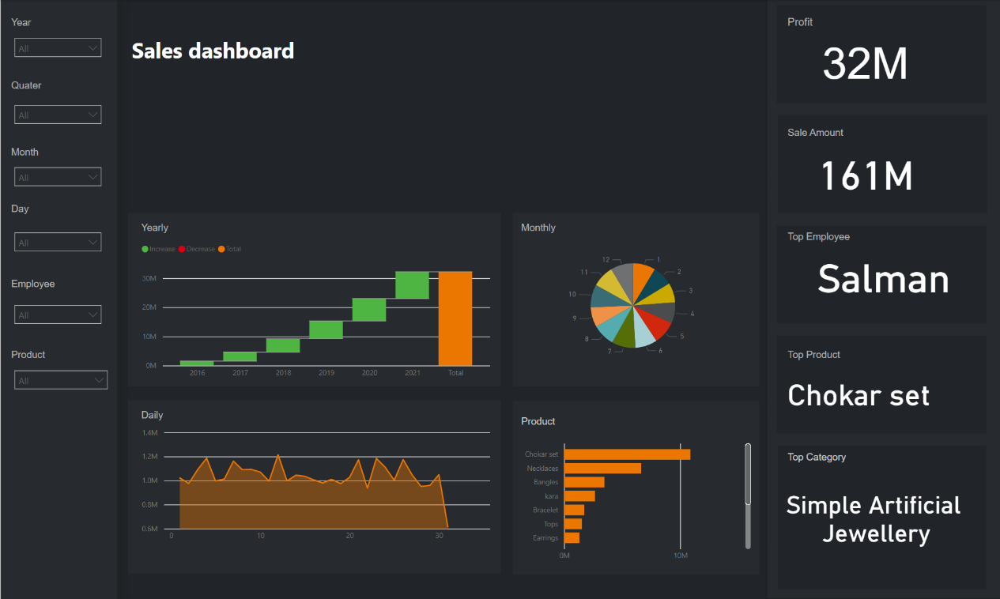 Year
All
Quater
All
Month
All
Day
All
Employee
All
Product
All
Sales dashboard
Yearly
Increase Decrease Total
30M
20M
10M
0M
2016 2017 2018 2019 2020 2021 Total
Monthly
12 1
11 2
3
10
4
9
5
8
7 6
Daily
1.4M
1.2M
1.0M
0.8M
0.6M
0 10 20 30
Product
Chokar set
Necklaces
Bangles
kara
Bracelet
Tops
Earrings
0M 10M
Profit
32M
Sale Amount
161M
Top Employee
Salman
Top Product
Chokar set
Top Category
Simple Artificial
Jewellery